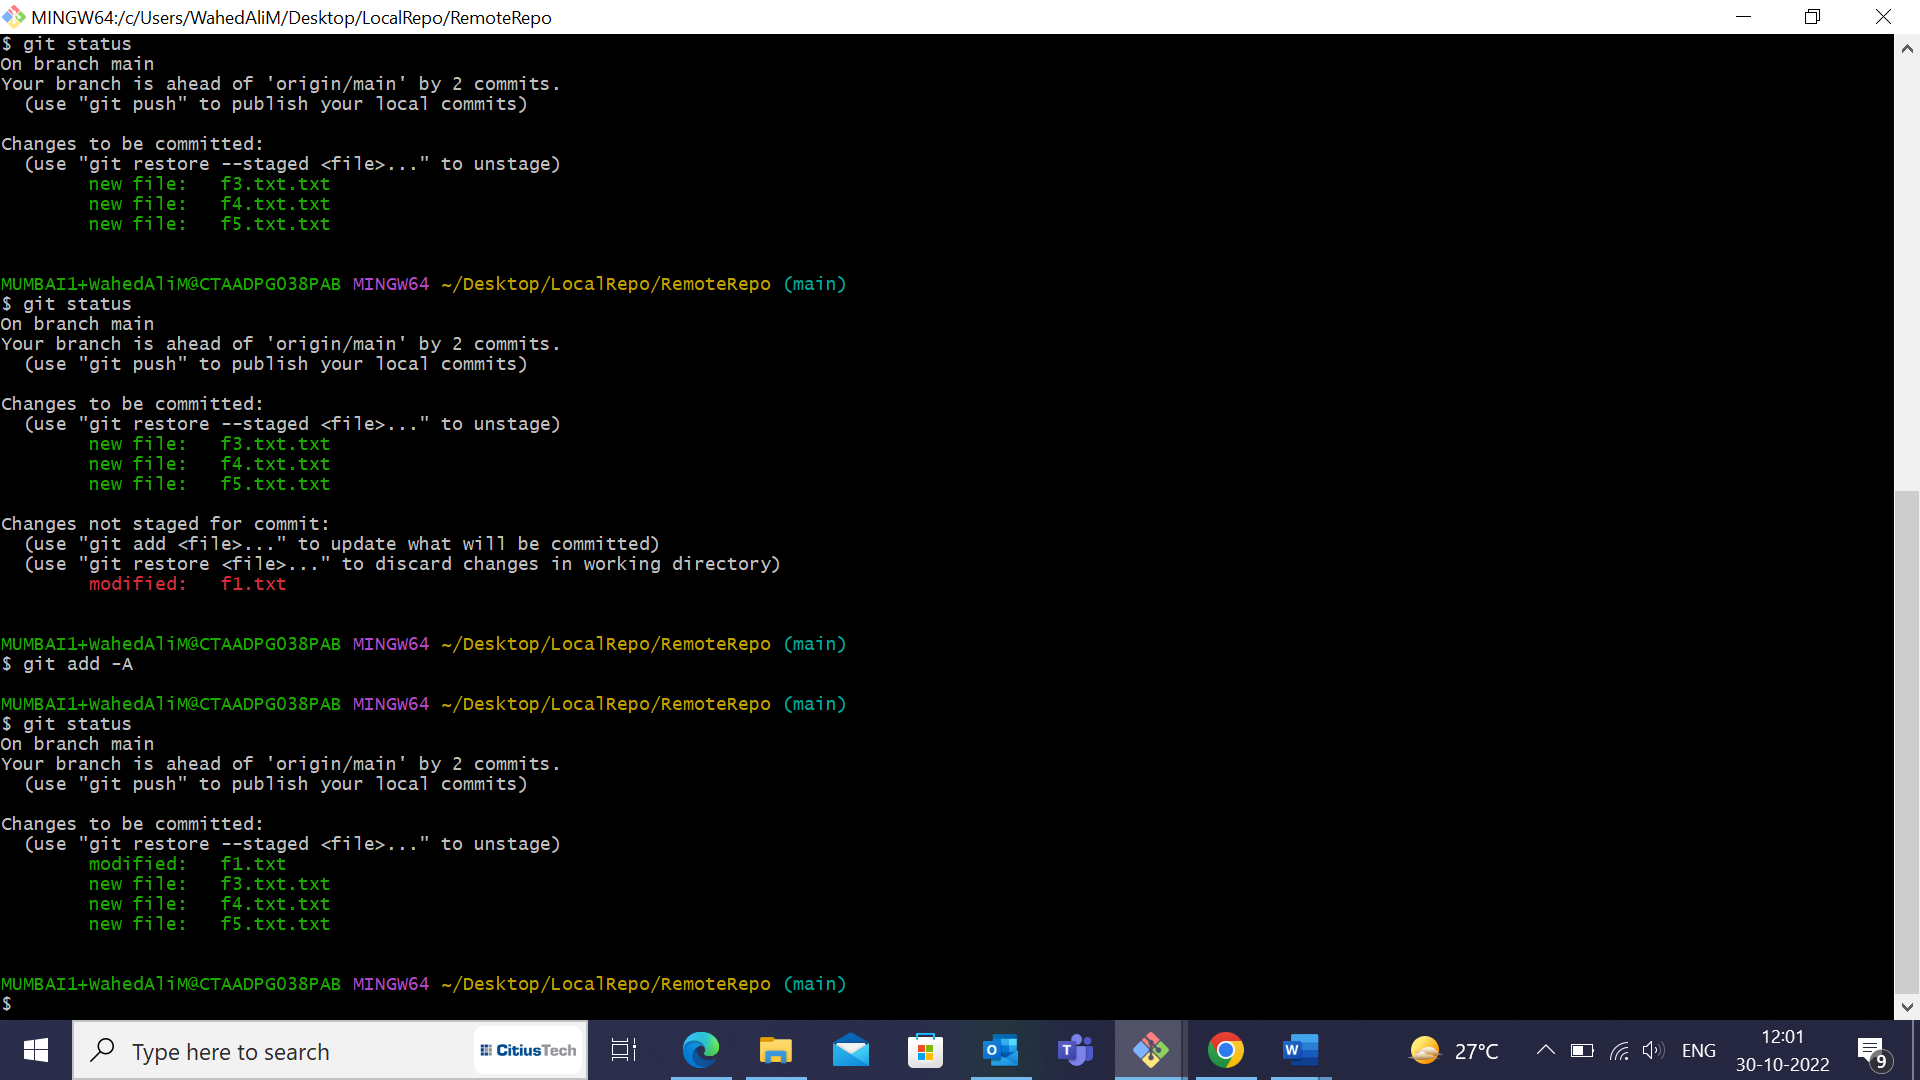 MINGW64:/c/Users/WahedAliM/Desktop/LocalRepo/RemoteRepo
$ git status
On branch main
Your branch is ahead of 'origin/main' by 2 commits.
  (use "git push" to publish your local commits)

Changes to be committed:
  (use "git restore --staged <file>..." to unstage)
        new file:   f3.txt.txt
        new file:   f4.txt.txt
        new file:   f5.txt.txt

MUMBAI1+WahedAliM@CTAADPG038PAB MINGW64 ~/Desktop/LocalRepo/RemoteRepo (main)
$ git status
On branch main
Your branch is ahead of 'origin/main' by 2 commits.
  (use "git push" to publish your local commits)

Changes to be committed:
  (use "git restore --staged <file>..." to unstage)
        new file:   f3.txt.txt
        new file:   f4.txt.txt
        new file:   f5.txt.txt

Changes not staged for commit:
  (use "git add <file>..." to update what will be committed)
  (use "git restore <file>..." to discard changes in working directory)
        modified:   f1.txt

MUMBAI1+WahedAliM@CTAADPG038PAB MINGW64 ~/Desktop/LocalRepo/RemoteRepo (main)
$ git add -A

MUMBAI1+WahedAliM@CTAADPG038PAB MINGW64 ~/Desktop/LocalRepo/RemoteRepo (main)
$ git status
On branch main
Your branch is ahead of 'origin/main' by 2 commits.
  (use "git push" to publish your local commits)

Changes to be committed:
  (use "git restore --staged <file>..." to unstage)
        modified:   f1.txt
        new file:   f3.txt.txt
        new file:   f4.txt.txt
        new file:   f5.txt.txt

MUMBAI1+WahedAliM@CTAADPG038PAB MINGW64 ~/Desktop/LocalRepo/RemoteRepo (main)
$
Type here to search
CitiusTech
27°C
ENG
12:01
30-10-2022
9